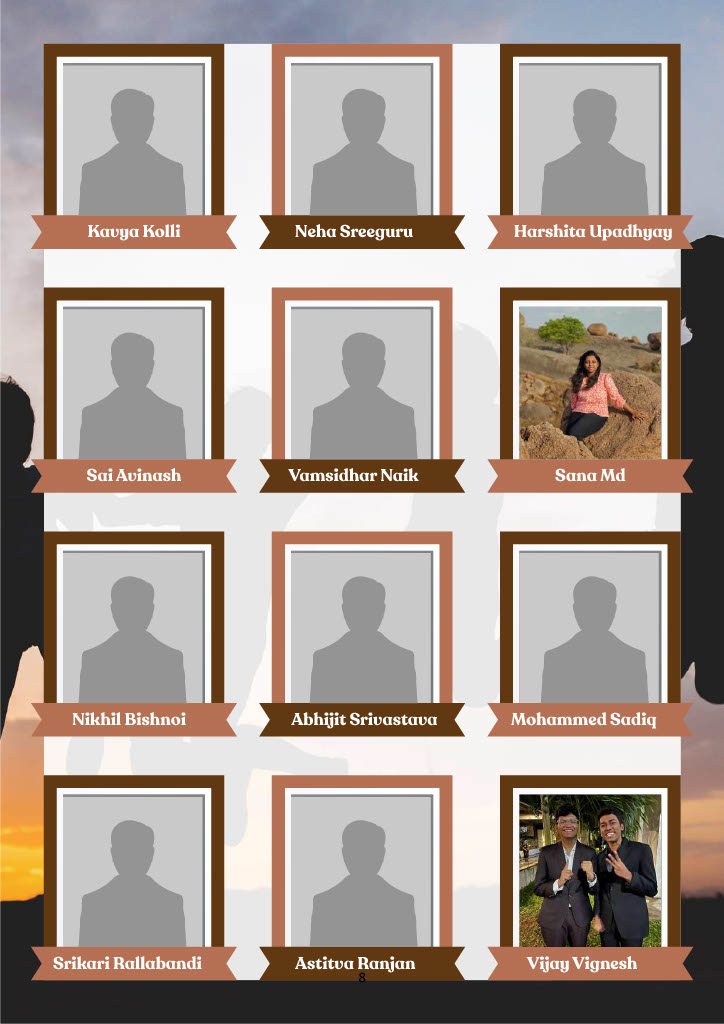 Kavya Kolli
Neha Sreeguru
Harshita Upadhyay
Sai Avinash
Vamsidhar Naik
Sana Md
Nikhil Bishnoi
Abhijit Srivastava
Mohammed Sadiq
Srikari Rallabandi
Astitva Ranjan
Vijay Vignesh
8